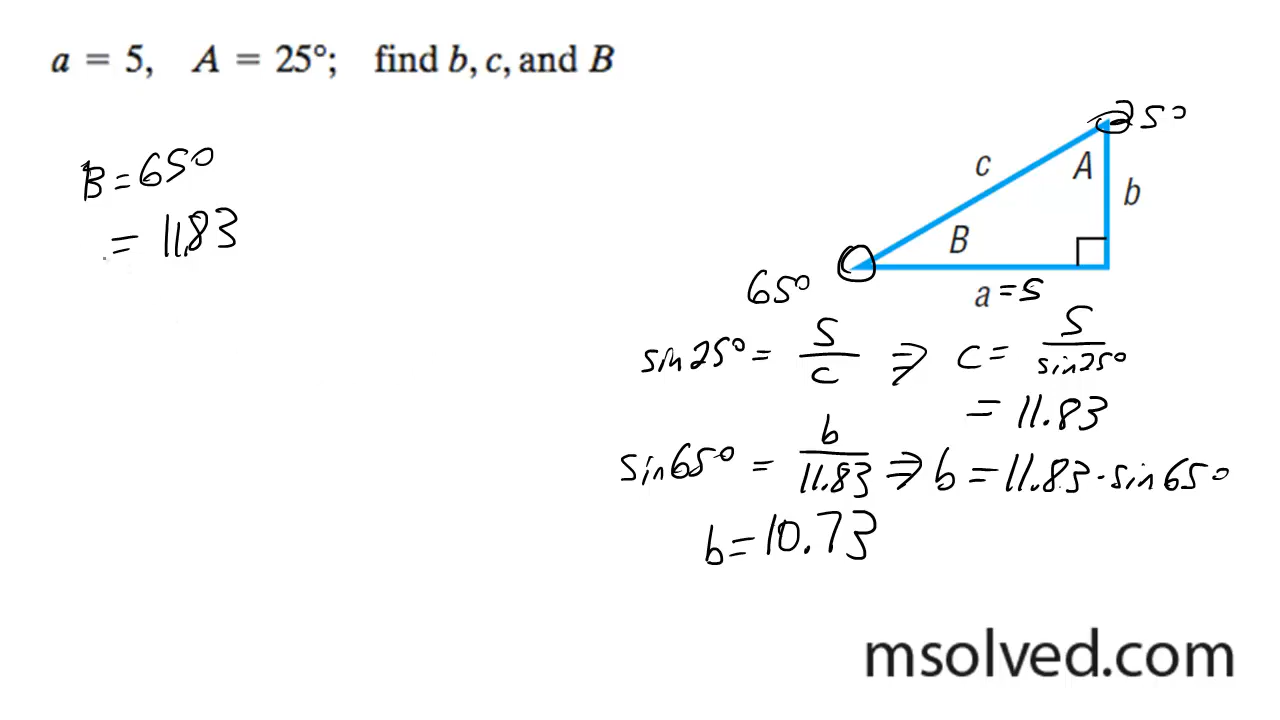 a = 5, A = 25°; find b, c, and B
B = 65°
= 11.83
25°
c
A
b
B
65°
a = 5
sin25° = 5/c ⇒ c = 5/sin25°
= 11.83
sin65° = b/11.83 ⇒ b = 11.83 · sin65°
b = 10.73
msolved.com